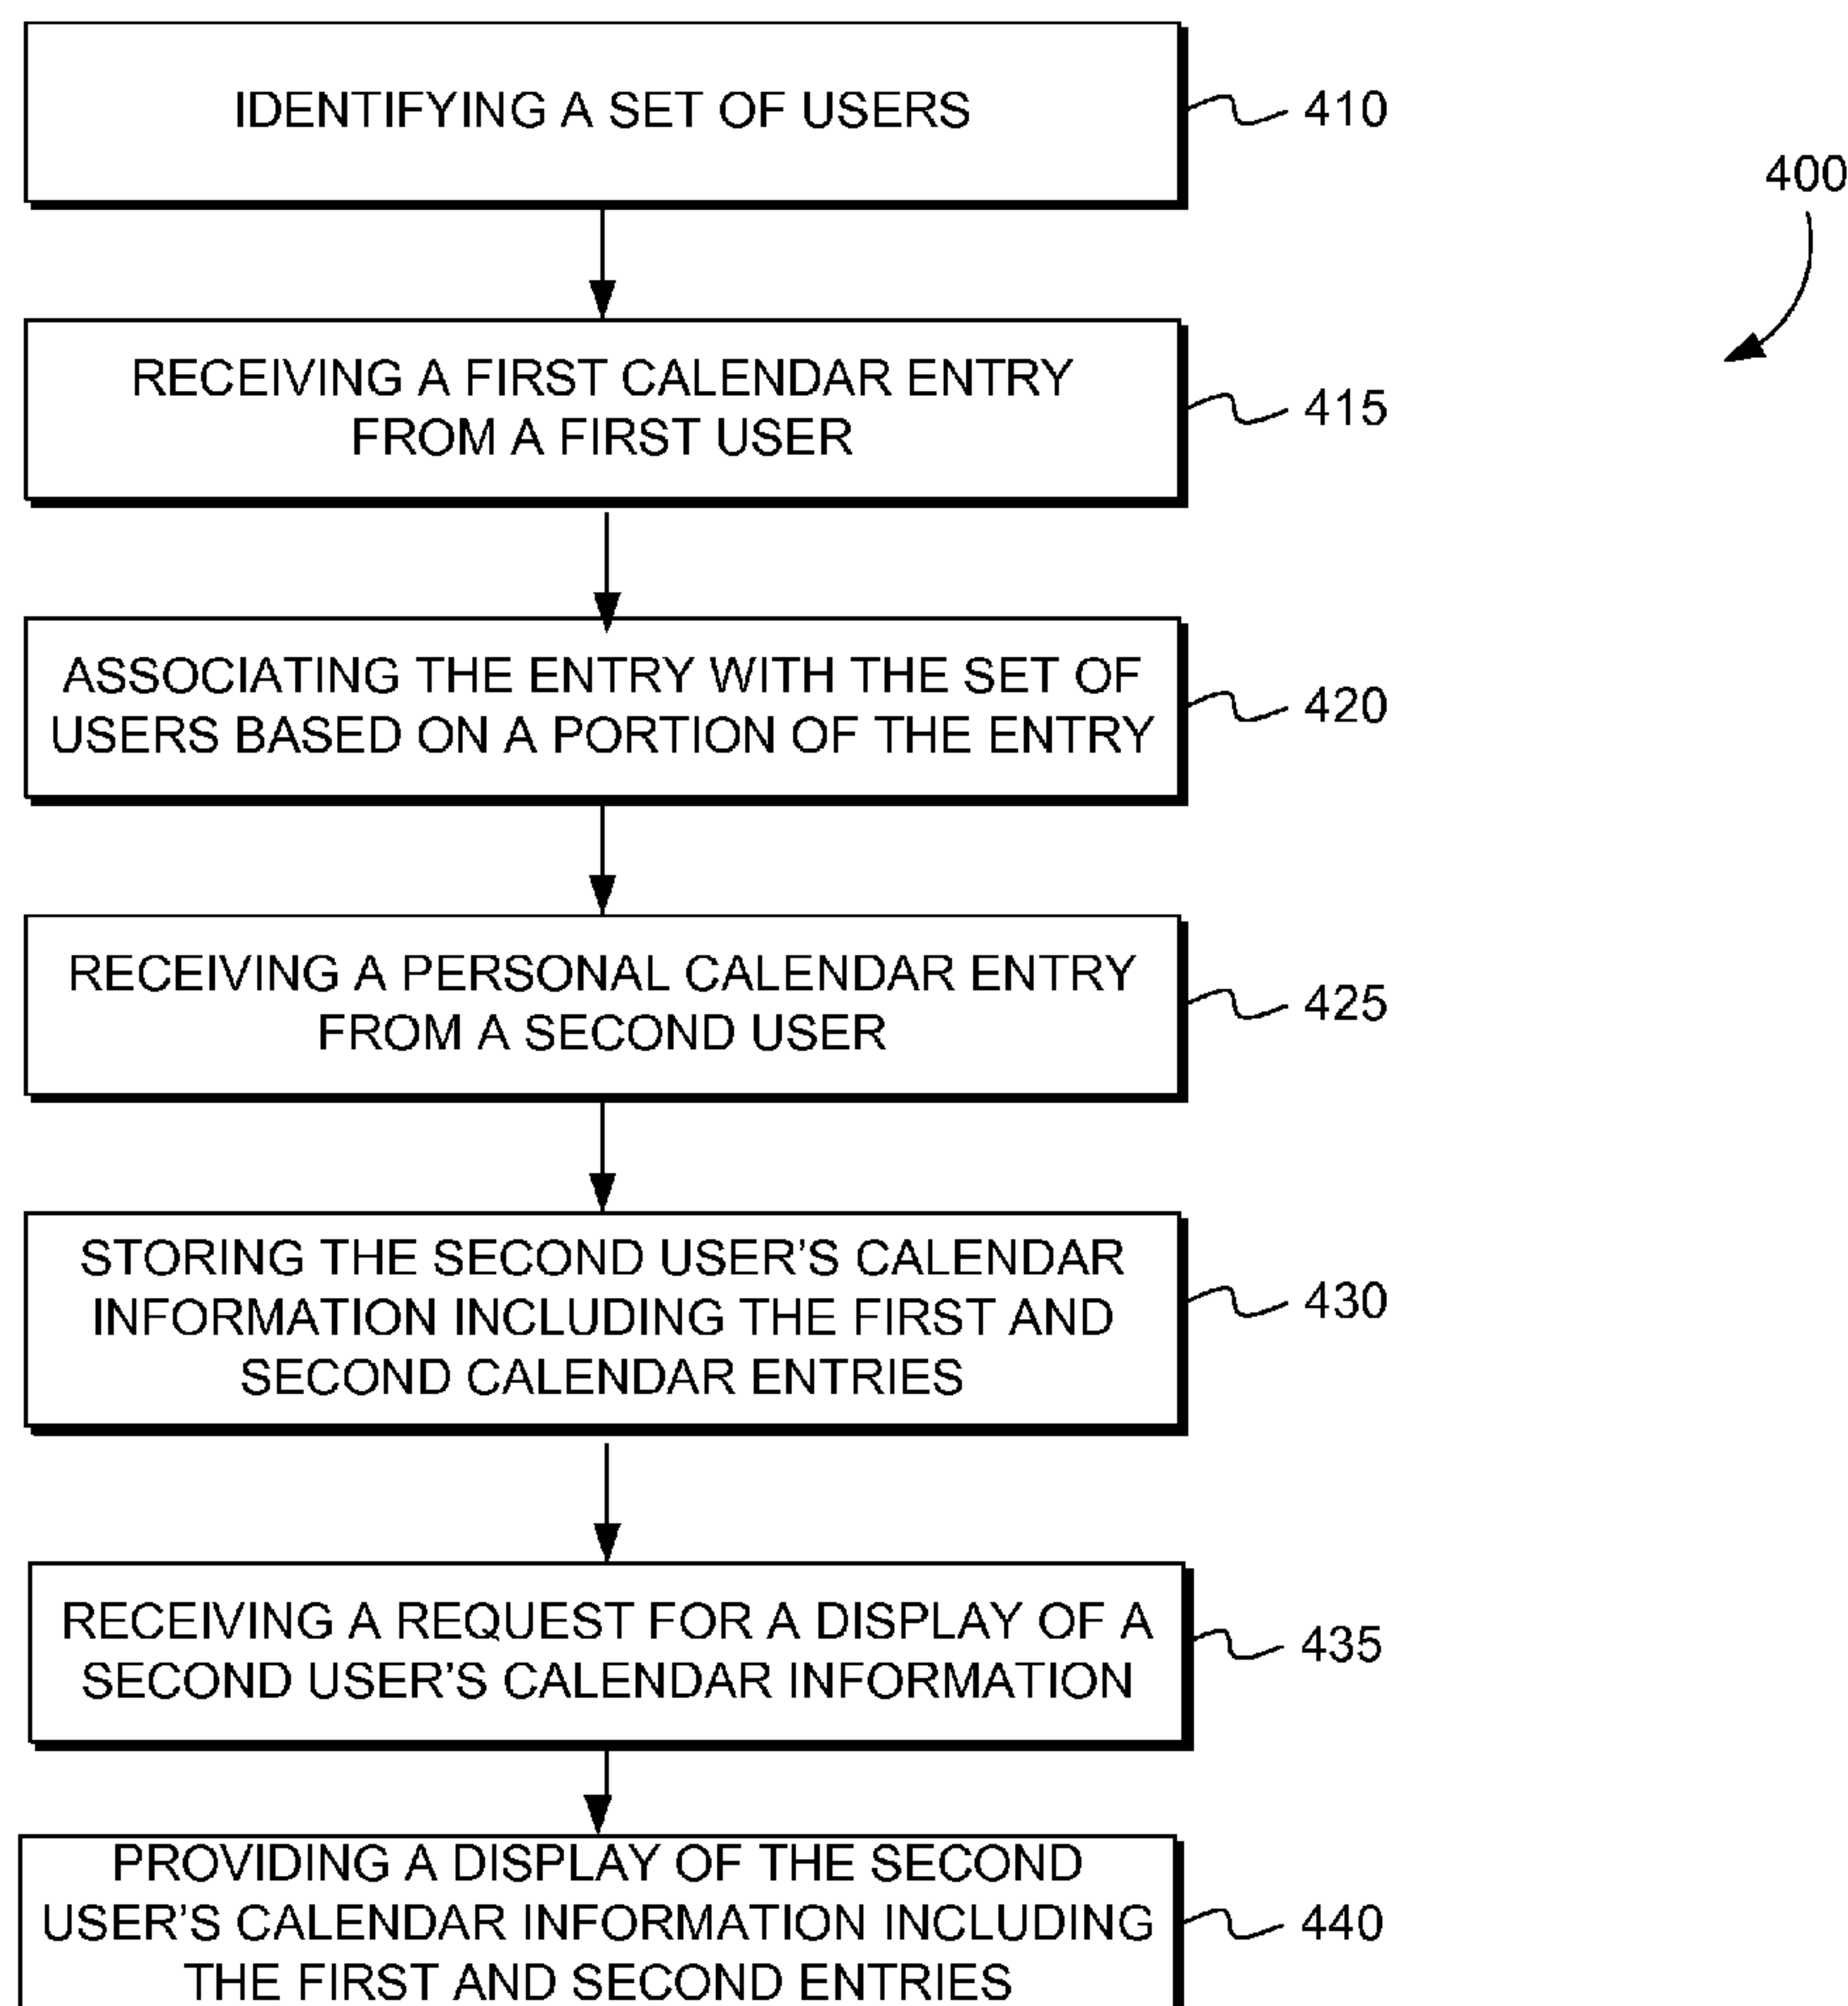 IDENTIFYING A SET OF USERS
410
400
RECEIVING A FIRST CALENDAR ENTRY
FROM A FIRST USER
415
ASSOCIATING THE ENTRY WITH THE SET OF
USERS BASED ON A PORTION OF THE ENTRY
420
RECEIVING A PERSONAL CALENDAR ENTRY
FROM A SECOND USER
425
STORING THE SECOND USER'S CALENDAR
INFORMATION INCLUDING THE FIRST AND
SECOND CALENDAR ENTRIES
430
RECEIVING A REQUEST FOR A DISPLAY OF A
SECOND USER'S CALENDAR INFORMATION
435
PROVIDING A DISPLAY OF THE SECOND
USER'S CALENDAR INFORMATION INCLUDING
THE FIRST AND SECOND ENTRIES
440